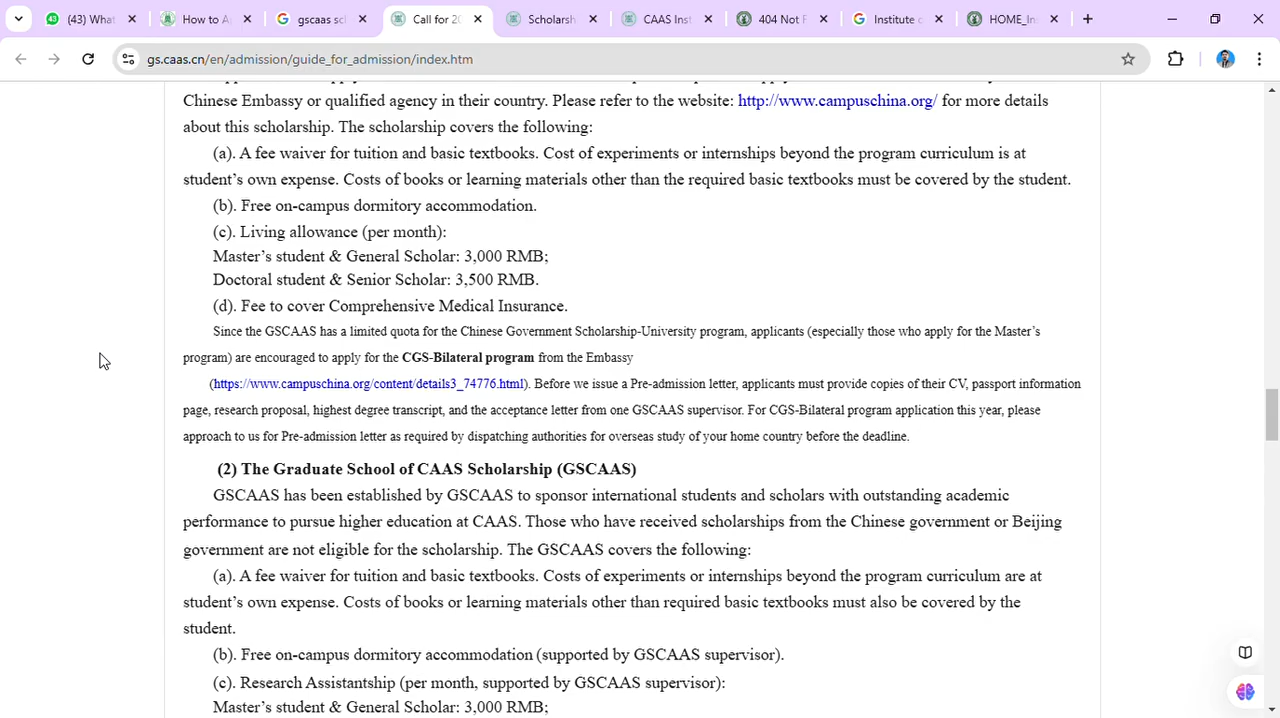 (43) What
How to A
gscaas sc
Call for 20
Scholarsh
CAAS Inst
404 Not F
Institute o
HOME_In
gs.caas.cn/en/admission/guide_for_admission/index.htm
Chinese Embassy or qualified agency in their country. Please refer to the website: http://www.campuschina.org/ for more details
about this scholarship. The scholarship covers the following:
(a). A fee waiver for tuition and basic textbooks. Cost of experiments or internships beyond the program curriculum is at
student's own expense. Costs of books or learning materials other than the required basic textbooks must be covered by the student.
(b). Free on-campus dormitory accommodation.
(c). Living allowance (per month):
Master's student & General Scholar: 3,000 RMB;
Doctoral student & Senior Scholar: 3,500 RMB.
(d). Fee to cover Comprehensive Medical Insurance.
Since the GSCAAS has a limited quota for the Chinese Government Scholarship-University program, applicants (especially those who apply for the Master's
program) are encouraged to apply for the CGS-Bilateral program from the Embassy
(https://www.campuschina.org/content/details3_74776.html). Before we issue a Pre-admission letter, applicants must provide copies of their CV, passport information
page, research proposal, highest degree transcript, and the acceptance letter from one GSCAAS supervisor. For CGS-Bilateral program application this year, please
approach to us for Pre-admission letter as required by dispatching authorities for overseas study of your home country before the deadline.
(2) The Graduate School of CAAS Scholarship (GSCAAS)
GSCAAS has been established by GSCAAS to sponsor international students and scholars with outstanding academic
performance to pursue higher education at CAAS. Those who have received scholarships from the Chinese government or Beijing
government are not eligible for the scholarship. The GSCAAS covers the following:
(a). A fee waiver for tuition and basic textbooks. Costs of experiments or internships beyond the program curriculum are at
student's own expense. Costs of books or learning materials other than required basic textbooks must also be covered by the
student.
(b). Free on-campus dormitory accommodation (supported by GSCAAS supervisor).
(c). Research Assistantship (per month, supported by GSCAAS supervisor):
Master's student & General Scholar: 3,000 RMB;